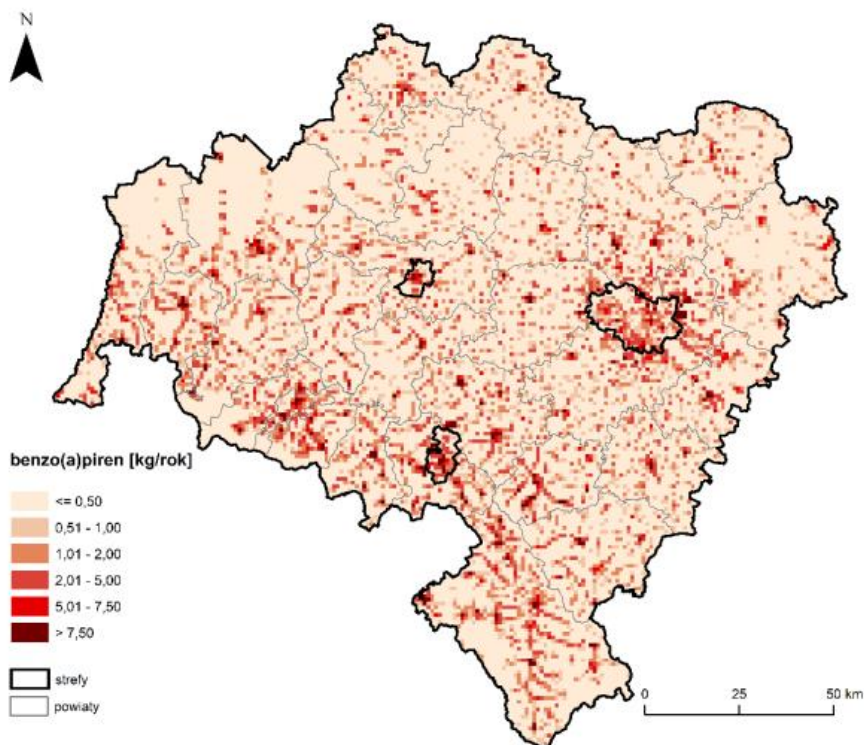 N
benzo(a)piren [kg/rok]
<= 0,50
0,51 - 1,00
1,01 - 2,00
2,01 - 5,00
5,01 - 7,50
> 7,50
strefy
powiaty
0 25 50 km